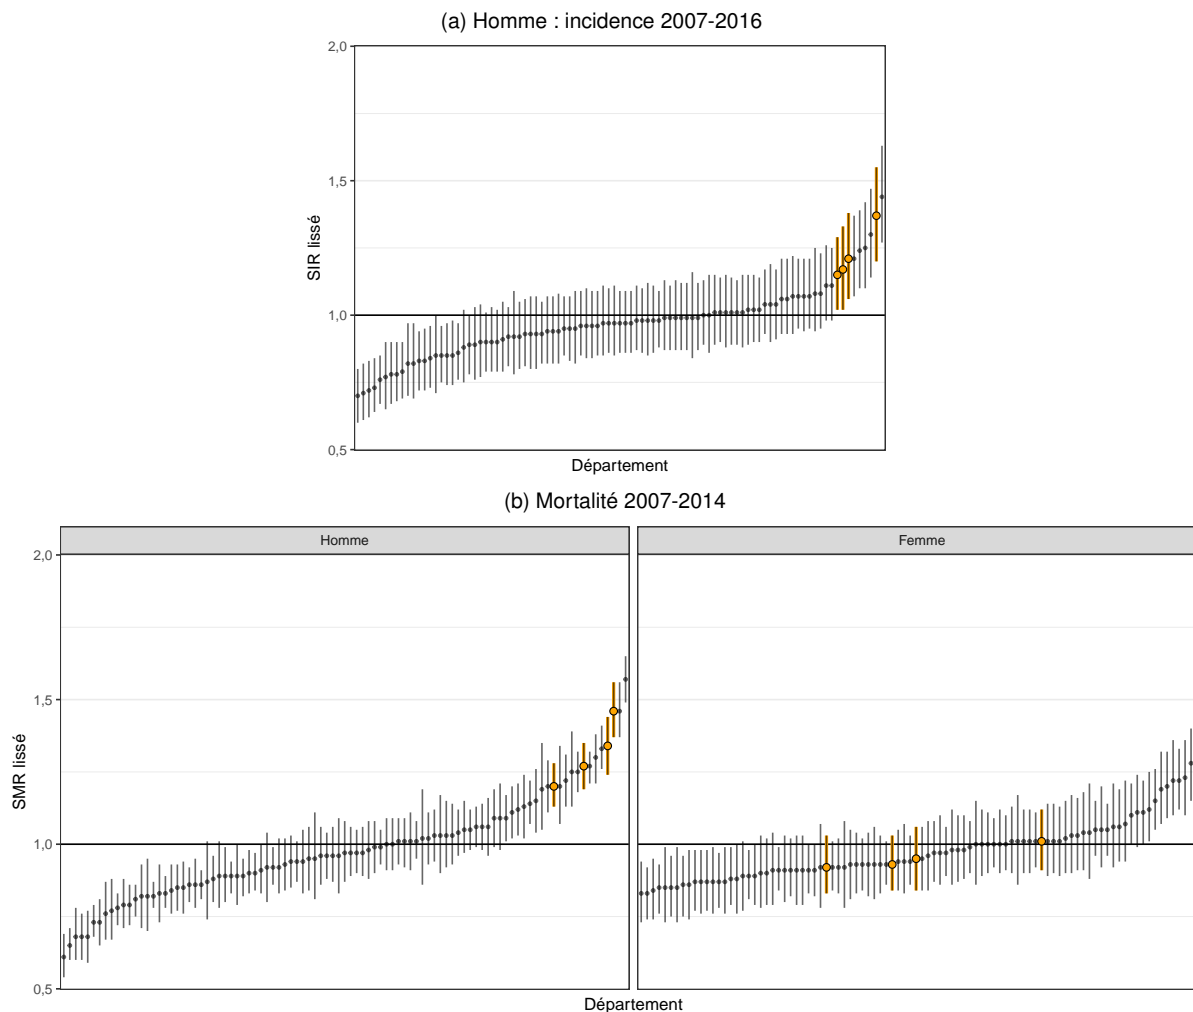 (a) Homme : incidence 2007-2016
2,0
1,5
1,0
0,5
SIR lissé
Département
(b) Mortalité 2007-2014
Homme
Femme
2,0
1,5
1,0
0,5
SMR lissé
Département